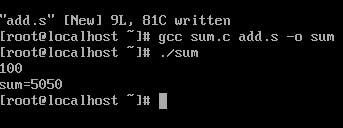 "add.s" [New] 9L, 81C written
[root@localhost ~]# gcc sum.c add.s -o sum
[root@localhost ~]# ./sum
100
sum=5050
[root@localhost ~]#